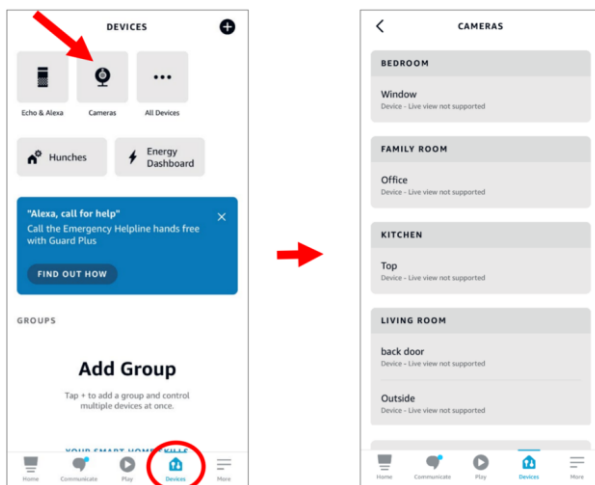 DEVICES
Echo & Alexa
Cameras
All Devices
Hunches
Energy
Dashboard
"Alexa, call for help"
Call the Emergency Helpline hands free
with Guard Plus
FIND OUT HOW
GROUPS
Add Group
Tap + to add a group and control
multiple devices at once.
YOUR SMART HOME SKILLS
Home
Communicate
Play
Devices
More
CAMERAS
BEDROOM
Window
Device - Live view not supported
FAMILY ROOM
Office
Device - Live view not supported
KITCHEN
Top
Device - Live view not supported
LIVING ROOM
back door
Device - Live view not supported
Outside
Device - Live view not supported
Home
Communicate
Play
Devices
More